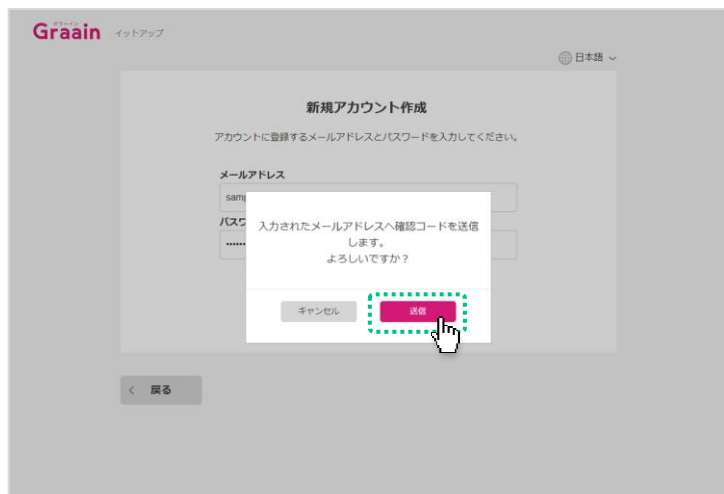 グラーイン
Graain イットアップ
日本語
新規アカウント作成
アカウントに登録するメールアドレスとパスワードを入力してください。
メールアドレス
sam
パスワ
入力されたメールアドレスへ確認コードを送信
します。
よろしいですか？
キャンセル
送信
戻る